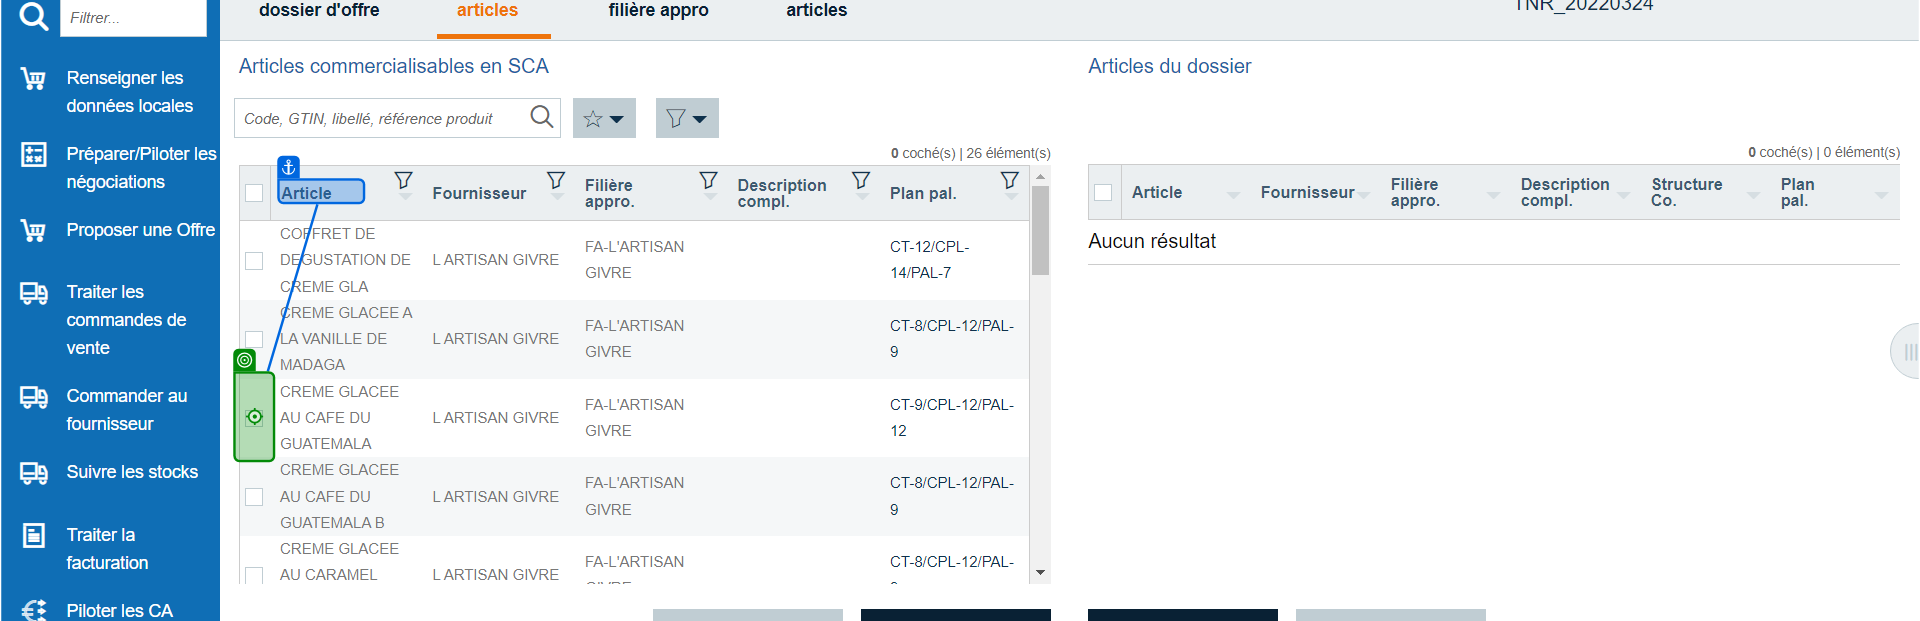 Filtrer...
dossier d'offre
articles
filière appro
articles
TNR_20220324
Renseigner les
données locales
Préparer/Piloter les
négociations
Proposer une Offre
Traiter les
commandes de
vente
Commander au
fournisseur
Suivre les stocks
Traiter la
facturation
Piloter les CA
Articles commercialisables en SCA
Code, GTIN, libellé, référence produit
0 coché(s) | 26 élément(s)
Article
Fournisseur
Filière
appro.
Description
compl.
Plan pal.
COFFRET DE
DEGUSTATION DE
CREME GLA
L ARTISAN GIVRE
FA-L'ARTISAN
GIVRE
CT-12/CPL-
14/PAL-7
CREME GLACEE A
LA VANILLE DE
MADAGA
L ARTISAN GIVRE
FA-L'ARTISAN
GIVRE
CT-8/CPL-12/PAL-
9
CREME GLACEE
AU CAFE DU
GUATEMALA
L ARTISAN GIVRE
FA-L'ARTISAN
GIVRE
CT-9/CPL-12/PAL-
12
CREME GLACEE
AU CAFE DU
GUATEMALA B
L ARTISAN GIVRE
FA-L'ARTISAN
GIVRE
CT-8/CPL-12/PAL-
9
CREME GLACEE
AU CARAMEL
L ARTISAN GIVRE
FA-L'ARTISAN
CT-8/CPL-12/PAL-
Articles du dossier
0 coché(s) | 0 élément(s)
Article
Fournisseur
Filière
appro.
Description
compl.
Structure
Co.
Plan
pal.
Aucun résultat